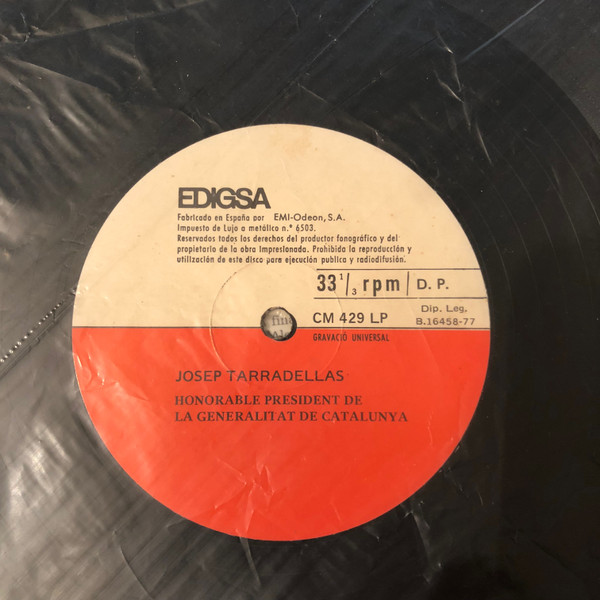 EDIGSA
Fabricado en España por EMI-Odeon, S.A.
Impuesto de Lujo a metálico n.° 6503.
Reservados todos los derechos del productor fonográfico y del
propietario de la obra impresionada. Prohibida la reproducción y
utilización de este disco para ejecución publica y radiodifusión.
33 1/3 rpm D. P.
CM 429 LP
Dip. Leg.
B.16458-77
GRAVACIÓ UNIVERSAL
JOSEP TARRADELLAS
HONORABLE PRESIDENT DE
LA GENERALITAT DE CATALUNYA